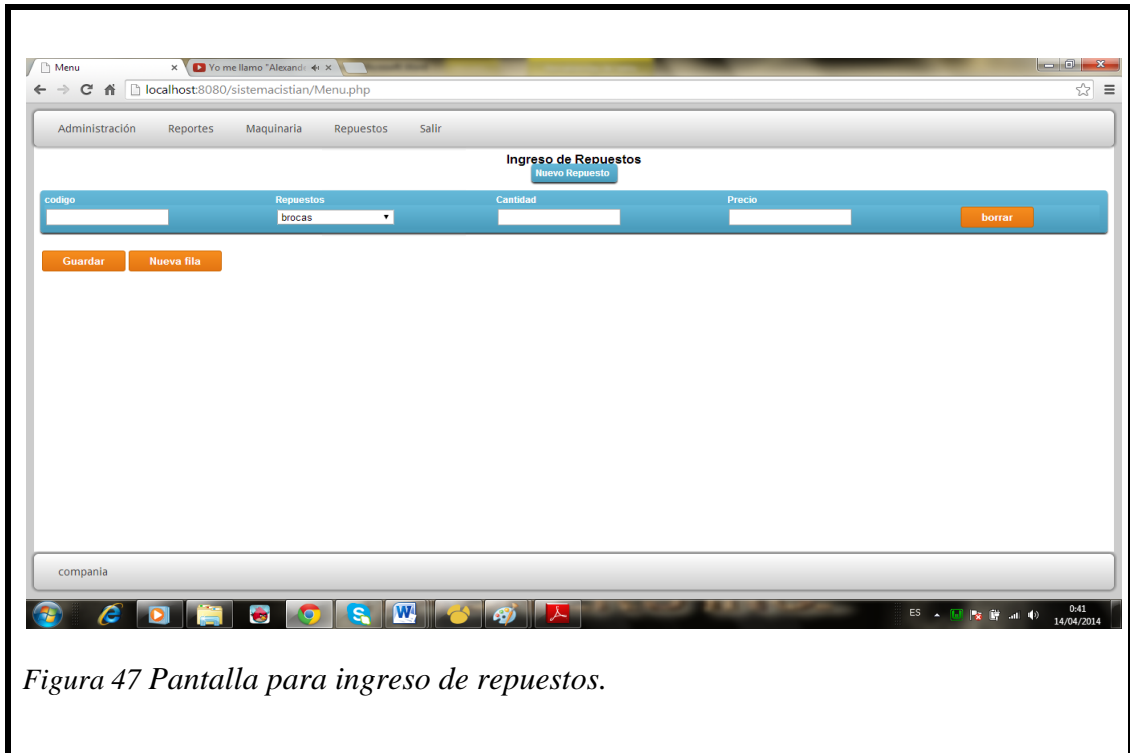 Menu
Yo me llamo "Alexand
localhost:8080/sistemacistian/Menu.php
Administración Reportes Maquinaria Repuestos Salir
Ingreso de Repuestos
Nuevo Repuesto
codigo Repuestos Cantidad Precio
brocas borrar
Guardar Nueva fila
compania
ES 0:41
14/04/2014
Figura 47 Pantalla para ingreso de repuestos.